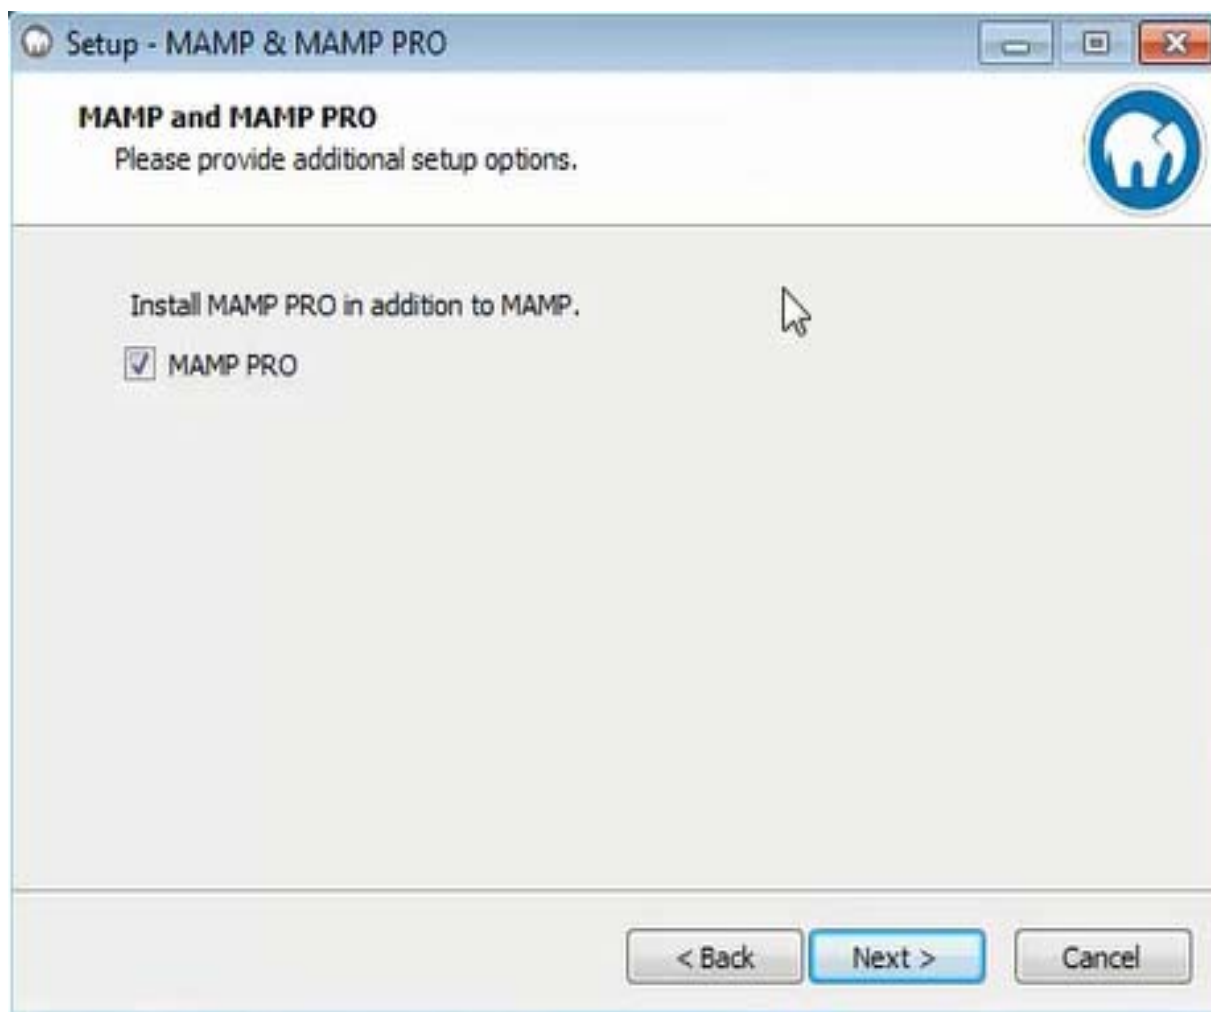 Setup - MAMP & MAMP PRO
MAMP and MAMP PRO
Please provide additional setup options.
Install MAMP PRO in addition to MAMP.
MAMP PRO
< Back
Next >
Cancel